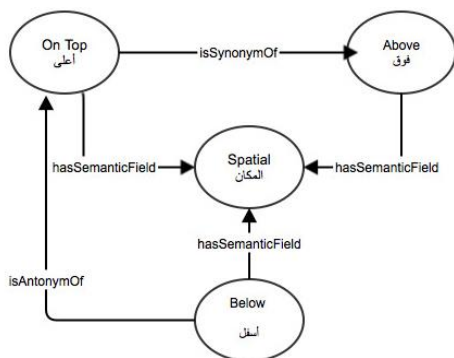 On Top
أعلى
isSynonymOf
Above
فوق
hasSemanticField
Spatial
المكان
hasSemanticField
hasSemanticField
isAntonymOf
Below
أسفل